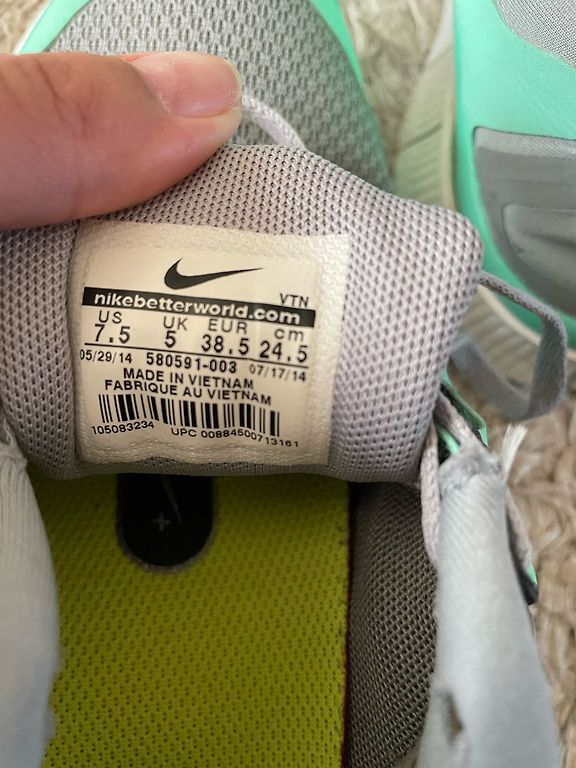 VTN
nikebetterworld.com
US UK EUR cm
7.5 5 38.5 24.5
05/29/14 580591-003 07/17/14
MADE IN VIETNAM
FABRIQUE AU VIETNAM
105083234 UPC 00884500713161